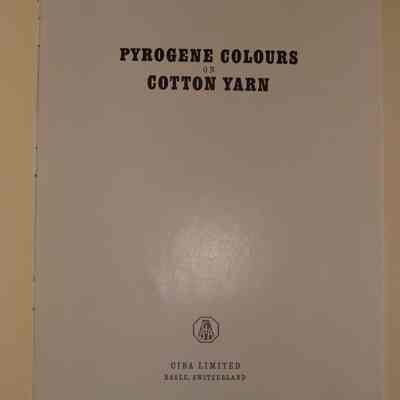 PYROGENE COLOURS
ON
COTTON YARN
CIBA LIMITED
BASLE, SWITZERLAND